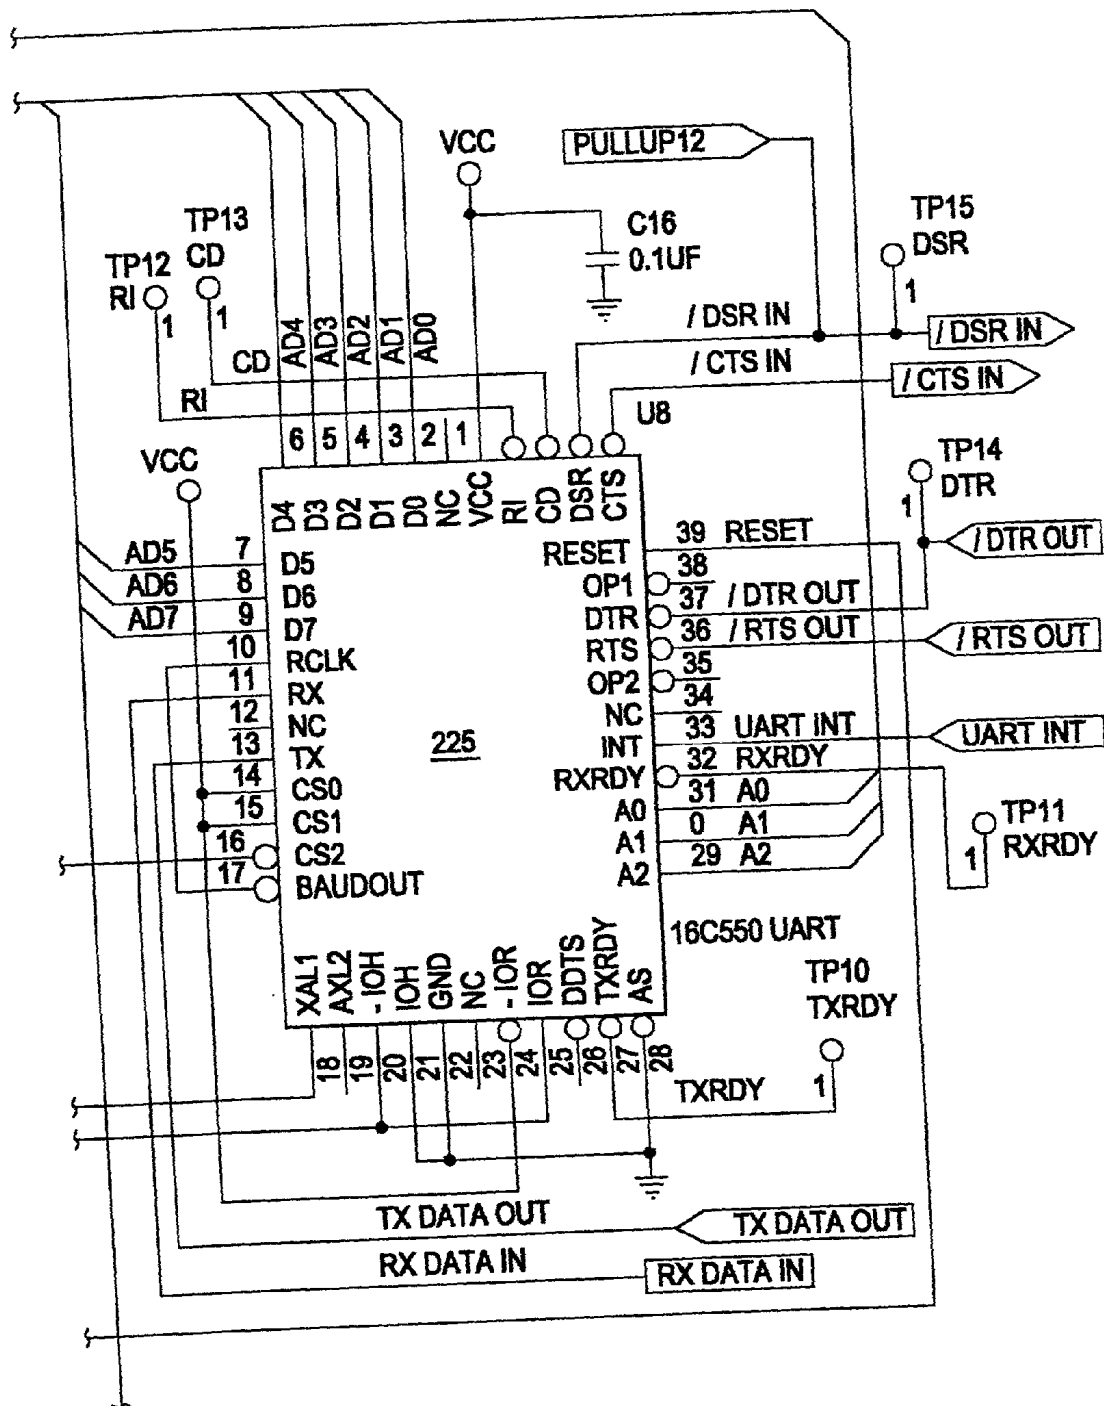 VCC
PULLUP12
TP13
CD
C16
0.1UF
TP15
DSR
1
TP12
RI
1
1
/ DSR IN
/ DSR IN
CD
AD4
AD3
AD2
AD1
AD0
/ CTS IN
/ CTS IN
RI
U8
6 5 4 3 2 1
VCC
TP14
DTR
1
D4 D3 D2 D1 D0 NC VCC RI CD DSR CTS
AD5 7 D5
AD6 8 D6
AD7 9 D7
10 RCLK
11 RX
12 NC
13 TX
14 CS0
15 CS1
16 CS2
17 BAUDOUT
225
RESET 39 RESET
OP1 38
DTR 37 / DTR OUT
/ DTR OUT
RTS 36 / RTS OUT
/ RTS OUT
OP2 35
NC 34
INT 33 UART INT
UART INT
RXRDY 32 RXRDY
A0 31 A0
A1 0 A1
A2 29 A2
TP11
RXRDY
1
16C550 UART
XAL1 AXL2 - IOH IOH GND NC - IOR IOR DDTS TXRDY AS
18 19 20 21 22 23 24 25 26 27 28
TP10
TXRDY
1
TXRDY
TX DATA OUT
TX DATA OUT
RX DATA IN
RX DATA IN